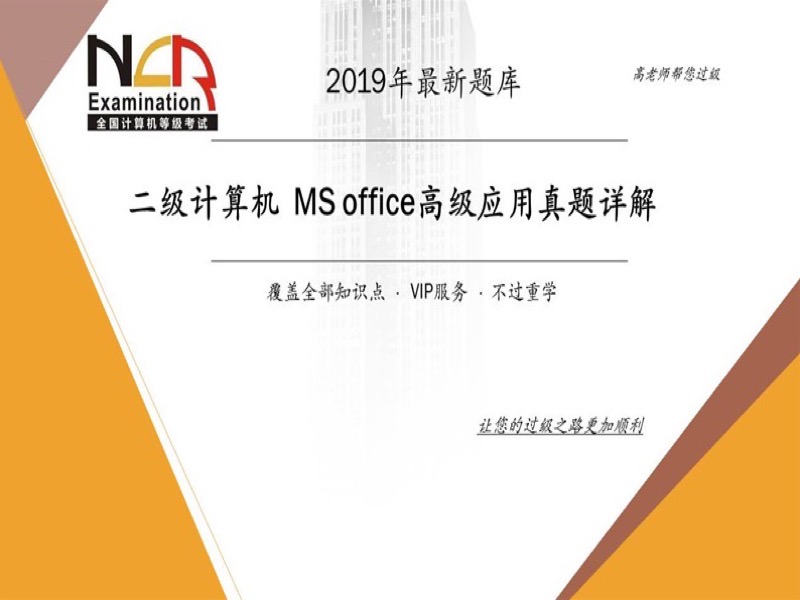 NCR
Examination
全国计算机等级考试
2019年最新题库
高老师帮您过级
二级计算机 MS office高级应用真题详解
覆盖全部知识点 · VIP服务 · 不过重学
让您的过级之路更加顺利